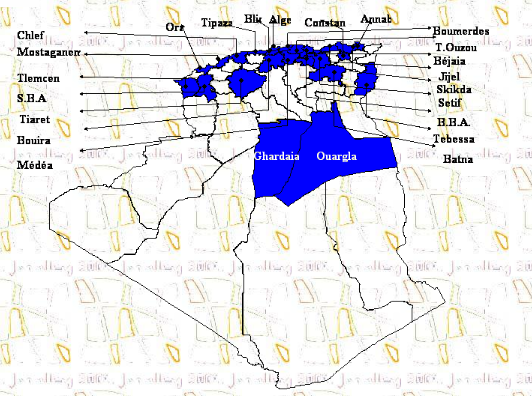 Tipaza Blii Alge Constan Annab
Ora
Chlef
Mostaganem
Tlemcen
S.B.A
Tiaret
Bouira
Médéa
Boumerdes
T.Ouzou
Béjaia
Jijel
Skikda
Setif
B.B.A.
Tebessa
Batna
Ghardaia Ouargla